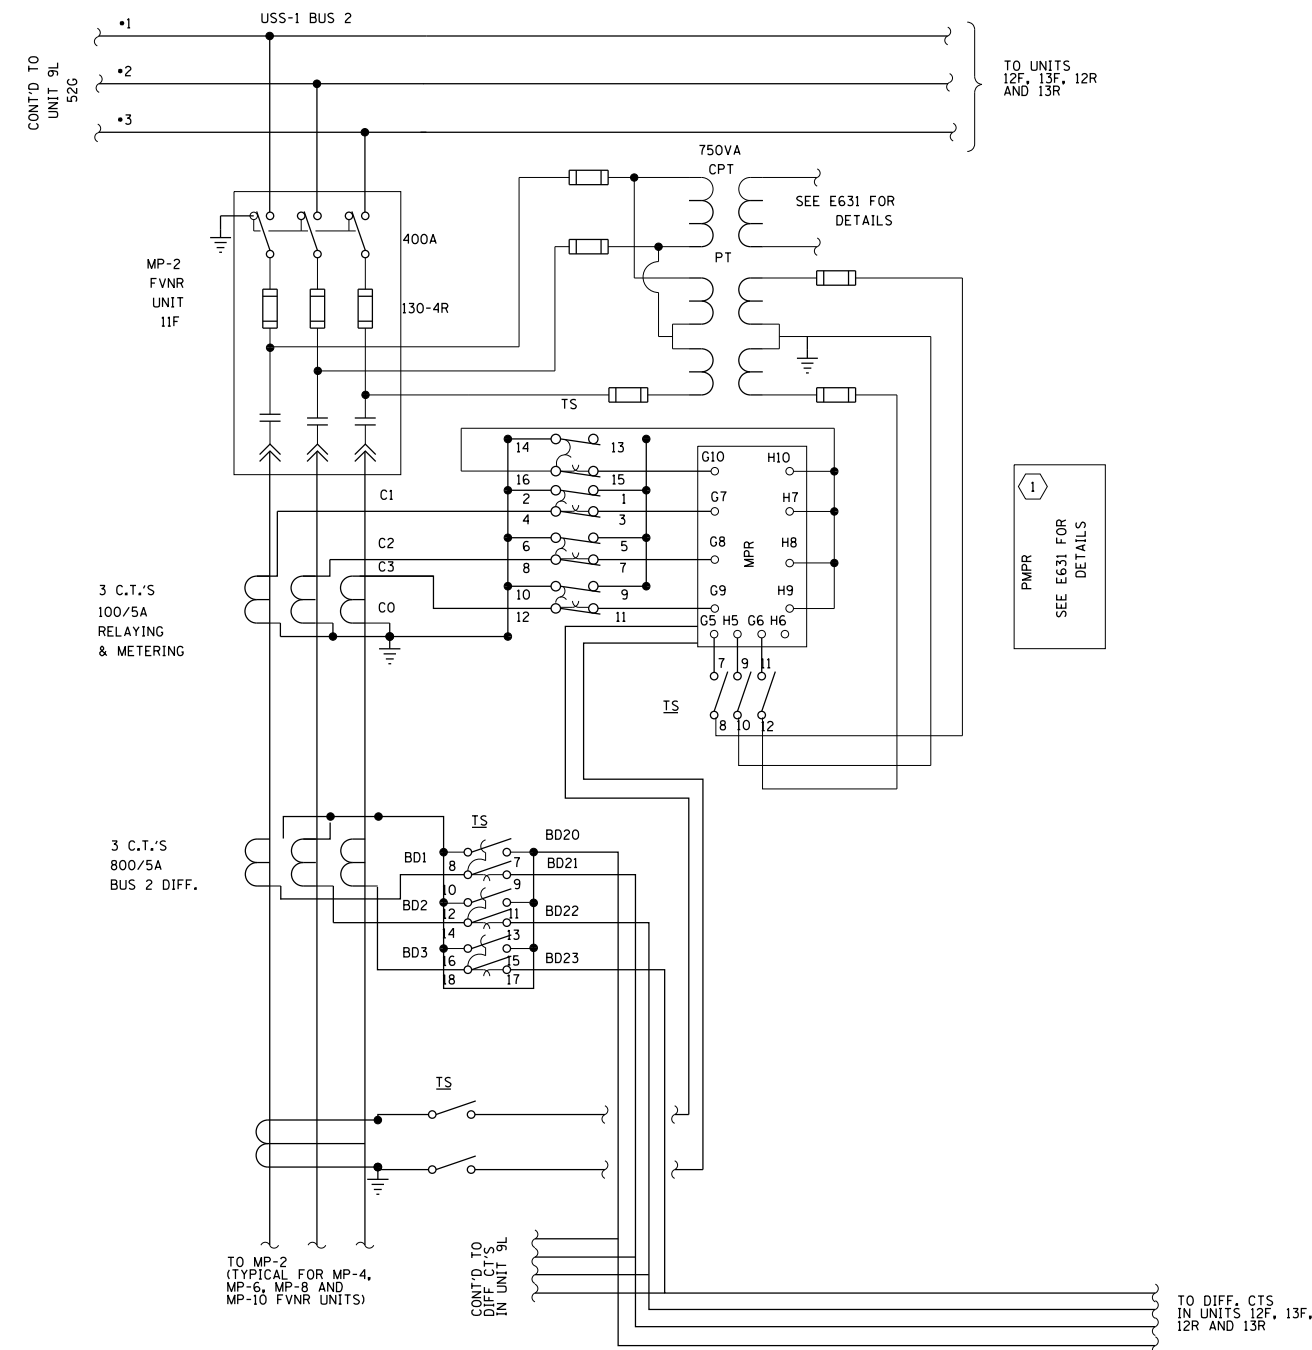 •1
USS-1 BUS 2
•2
•3
CONT'D TO
UNIT 9L
52G
TO UNITS
12F, 13F, 12R
AND 13R
750VA
CPT
SEE E631 FOR
DETAILS
PT
400A
MP-2
FVNR
UNIT
11F
130-4R
TS
14
13
16
15
2
1
4
3
6
5
8
7
10
9
12
11
G10
H10
G7
H7
G8
H8
MPR
G9
H9
G5
H5
G6
H6
C1
C2
C3
C0
3 C.T.'S
100/5A
RELAYING
& METERING
1
PMPR
SEE E631 FOR
DETAILS
7
9
11
TS
8
10
12
3 C.T.'S
800/5A
BUS 2 DIFF.
TS
BD20
BD1
8
7
BD21
10
9
BD2
12
11
BD22
14
13
BD3
16
15
BD23
18
17
TS
TO MP-2
(TYPICAL FOR MP-4,
MP-6, MP-8 AND
MP-10 FVNR UNITS)
CONT'D TO
DIFF CT'S
IN UNIT 9L
TO DIFF. CTS
IN UNITS 12F, 13F,
12R AND 13R